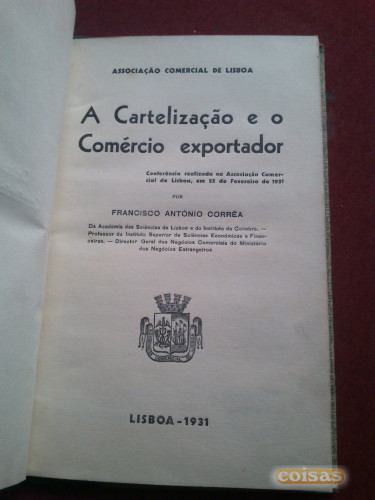 ASSOCIAÇÃO COMERCIAL DE LISBOA
A Cartelização e o
Comércio exportador
Conferência realizada na Associação Comer-
cial de Lisboa, em 25 de Fevereiro de 1931
POR
FRANCISCO ANTÓNIO CORRÊA
Da Academia das Sciências de Lisboa e do Instituto de Coimbra. —
Professor do Instituto Superior de Sciências Económicas e Finan-
ceiras. — Director Geral dos Negócios Comerciais do Ministério
dos Negócios Estrangeiros
LISBOA - 1931
coisas